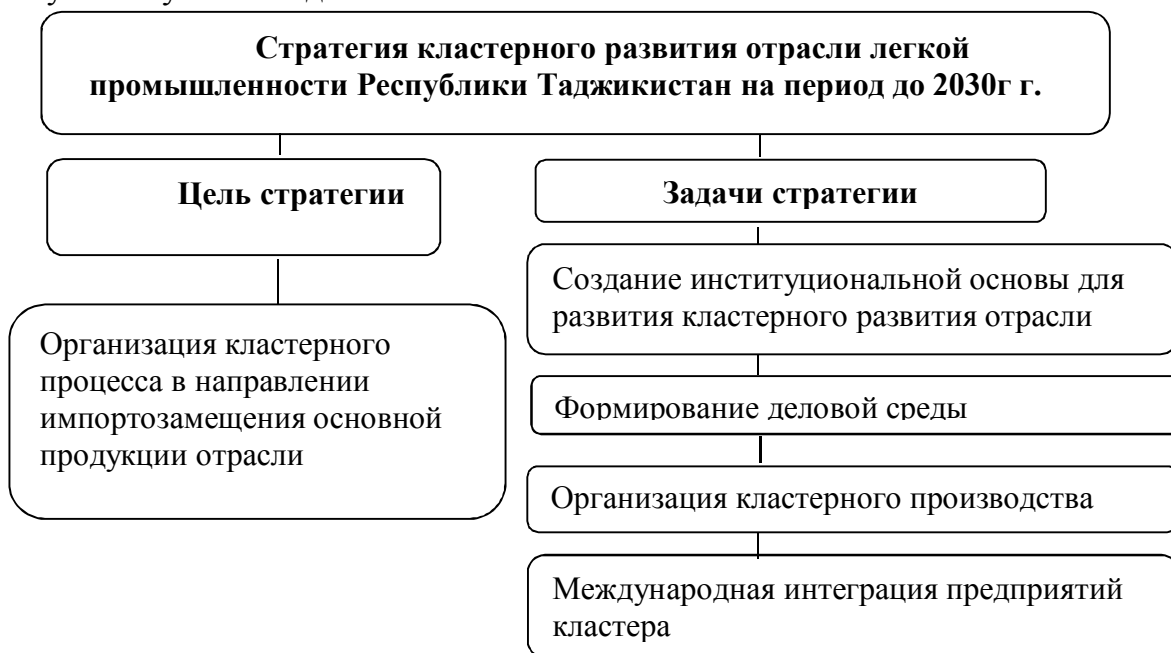 Стратегия кластерного развития отрасли легкой
промышленности Республики Таджикистан на период до 2030г г.
Цель стратегии
Задачи стратегии
Организация кластерного
процесса в направлении
импортозамещения основной
продукции отрасли
Создание институциональной основы для
развития кластерного развития отрасли
Формирование деловой среды
Организация кластерного производства
Международная интеграция предприятий
кластера